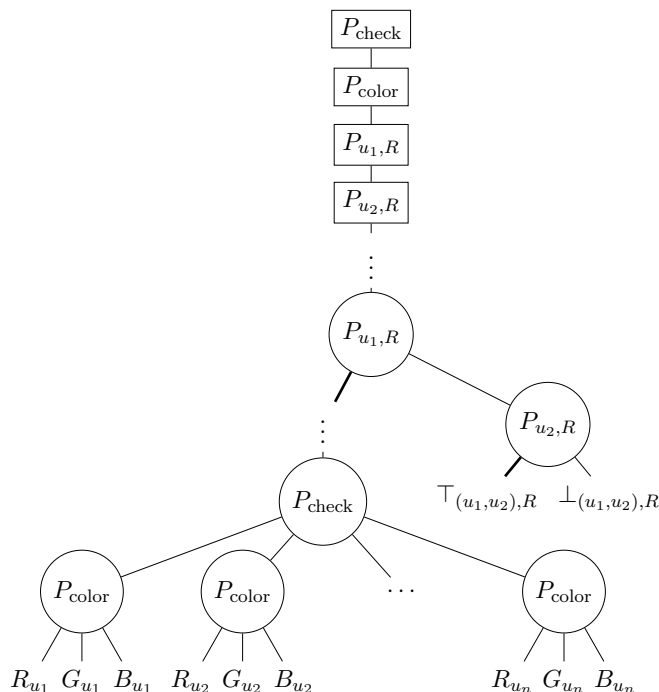 P_check
P_color
P_{u_1,R}
P_{u_2,R}
⋮
P_{u_1,R}
P_{u_2,R}
⋮
⊤_{(u_1,u_2),R} ⊥_{(u_1,u_2),R}
P_check
P_color P_color ... P_color
R_{u_1} G_{u_1} B_{u_1} R_{u_2} G_{u_2} B_{u_2} R_{u_n} G_{u_n} B_{u_n}